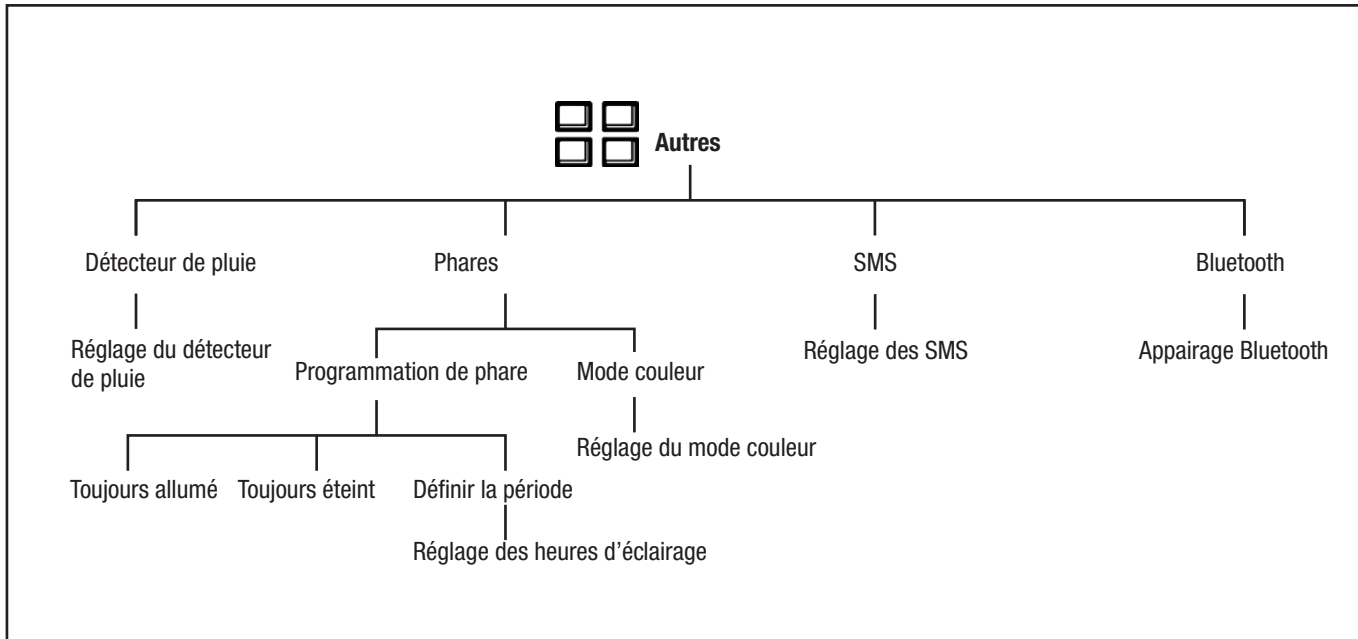 Autres
Détecteur de pluie
Phares
SMS
Bluetooth
Réglage du détecteur
de pluie
Programmation de phare
Mode couleur
Réglage des SMS
Appairage Bluetooth
Réglage du mode couleur
Toujours allumé
Toujours éteint
Définir la période
Réglage des heures d’éclairage